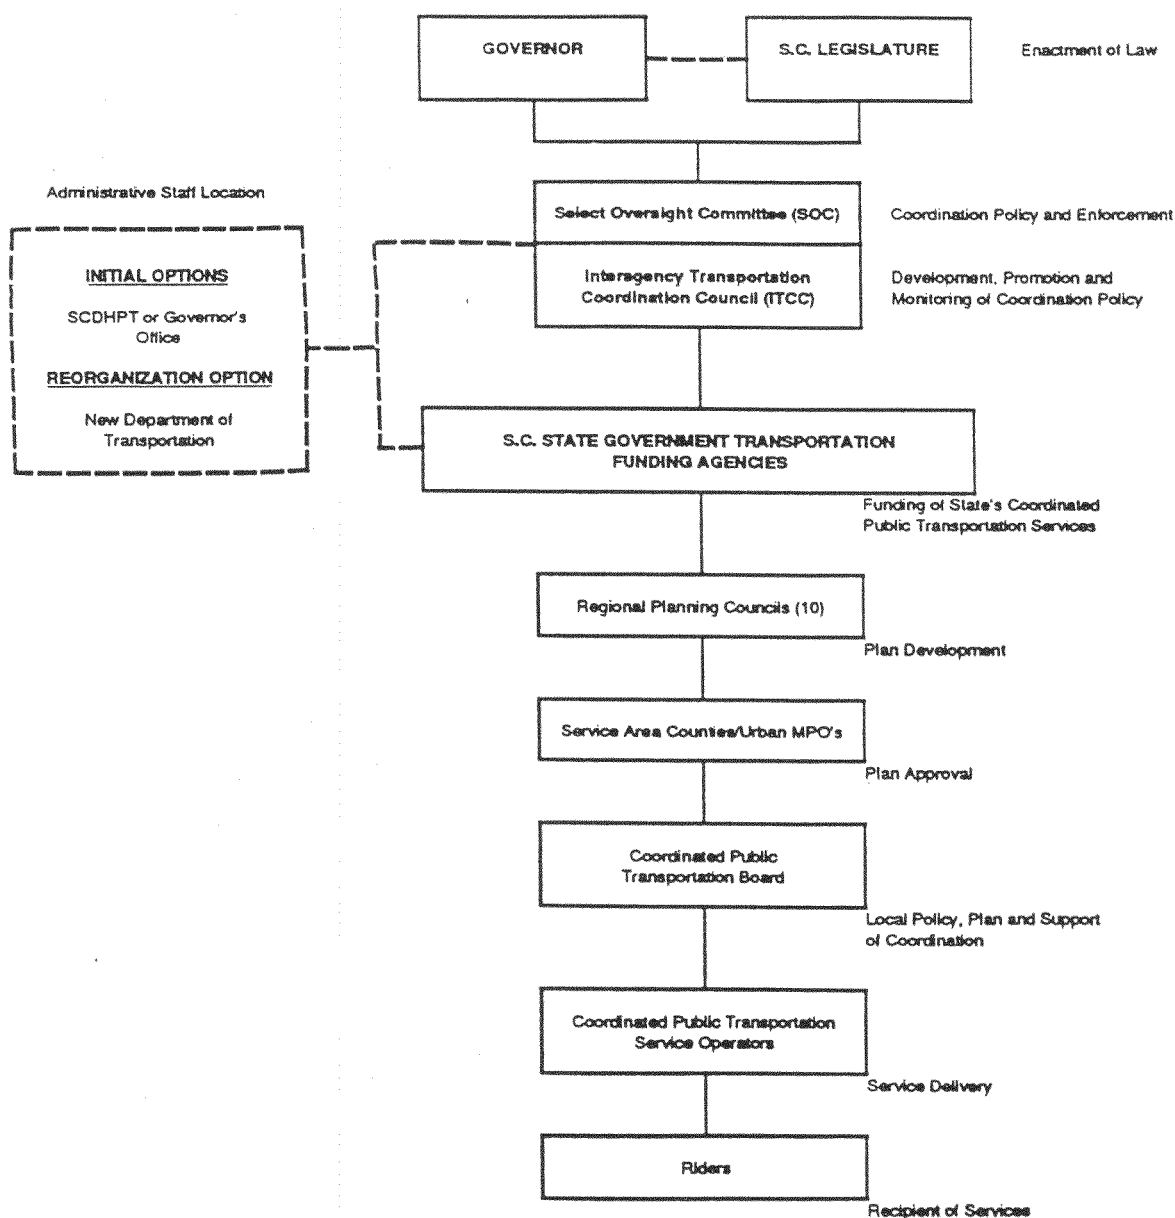 GOVERNOR
S.C. LEGISLATURE
Enactment of Law
Administrative Staff Location
INITIAL OPTIONS
SCDHPT or Governor's
Office
REORGANIZATION OPTION
New Department of
Transportation
Select Oversight Committee (SOC)
Coordination Policy and Enforcement
Interagency Transportation
Coordination Council (ITCC)
Development, Promotion and
Monitoring of Coordination Policy
S.C. STATE GOVERNMENT TRANSPORTATION
FUNDING AGENCIES
Funding of State's Coordinated
Public Transportation Services
Regional Planning Councils (10)
Plan Development
Service Area Counties/Urban MPO's
Plan Approval
Coordinated Public
Transportation Board
Local Policy, Plan and Support
of Coordination
Coordinated Public Transportation
Service Operators
Service Delivery
Riders
Recipient of Services